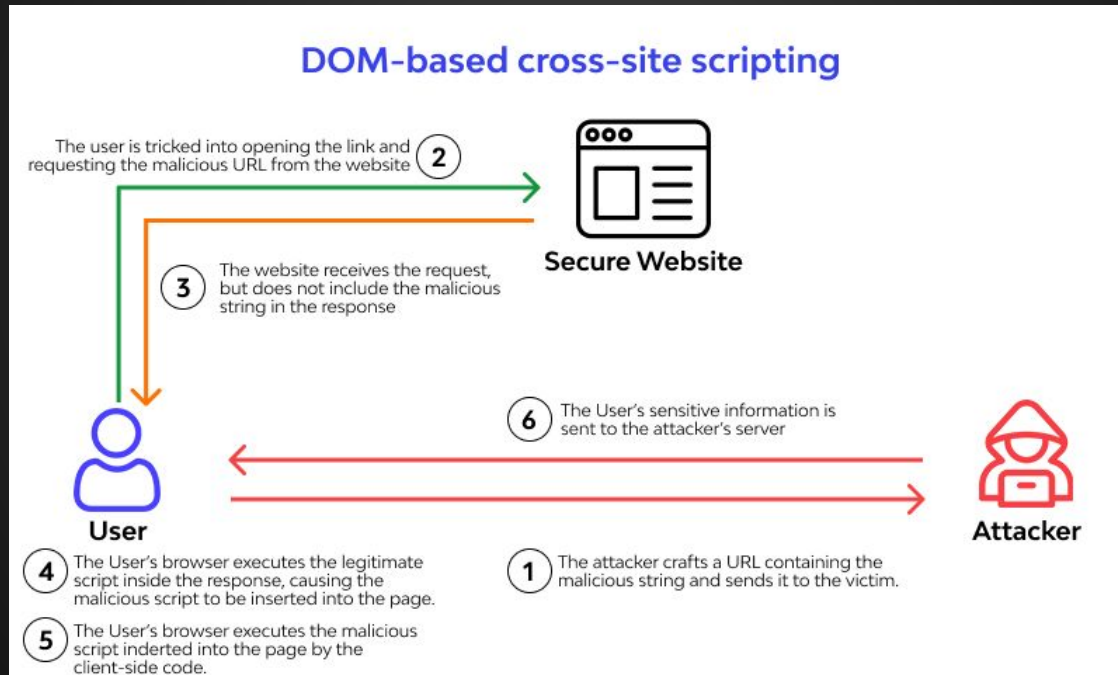 DOM-based cross-site scripting
The user is tricked into opening the link and
requesting the malicious URL from the website
2
Secure Website
3
The website receives the request,
but does not include the malicious
string in the response
6
The User's sensitive information is
sent to the attacker's server
User
Attacker
4
The User's browser executes the legitimate
script inside the response, causing the
malicious script to be inserted into the page.
1
The attacker crafts a URL containing the
malicious string and sends it to the victim.
5
The User's browser executes the malicious
script inderted into the page by the
client-side code.